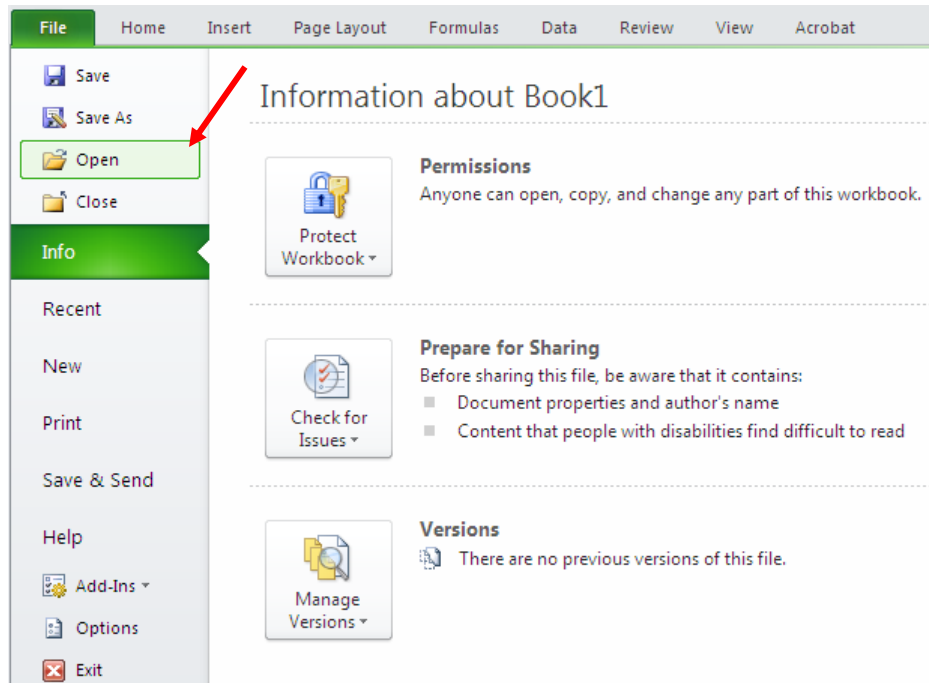 File Home Insert Page Layout Formulas Data Review View Acrobat
Save
Save As
Open
Close
Info
Recent
New
Print
Save & Send
Help
Add-Ins
Options
Exit
Information about Book1
Protect
Workbook
Permissions
Anyone can open, copy, and change any part of this workbook.
Check for
Issues
Prepare for Sharing
Before sharing this file, be aware that it contains:
Document properties and author's name
Content that people with disabilities find difficult to read
Manage
Versions
Versions
There are no previous versions of this file.